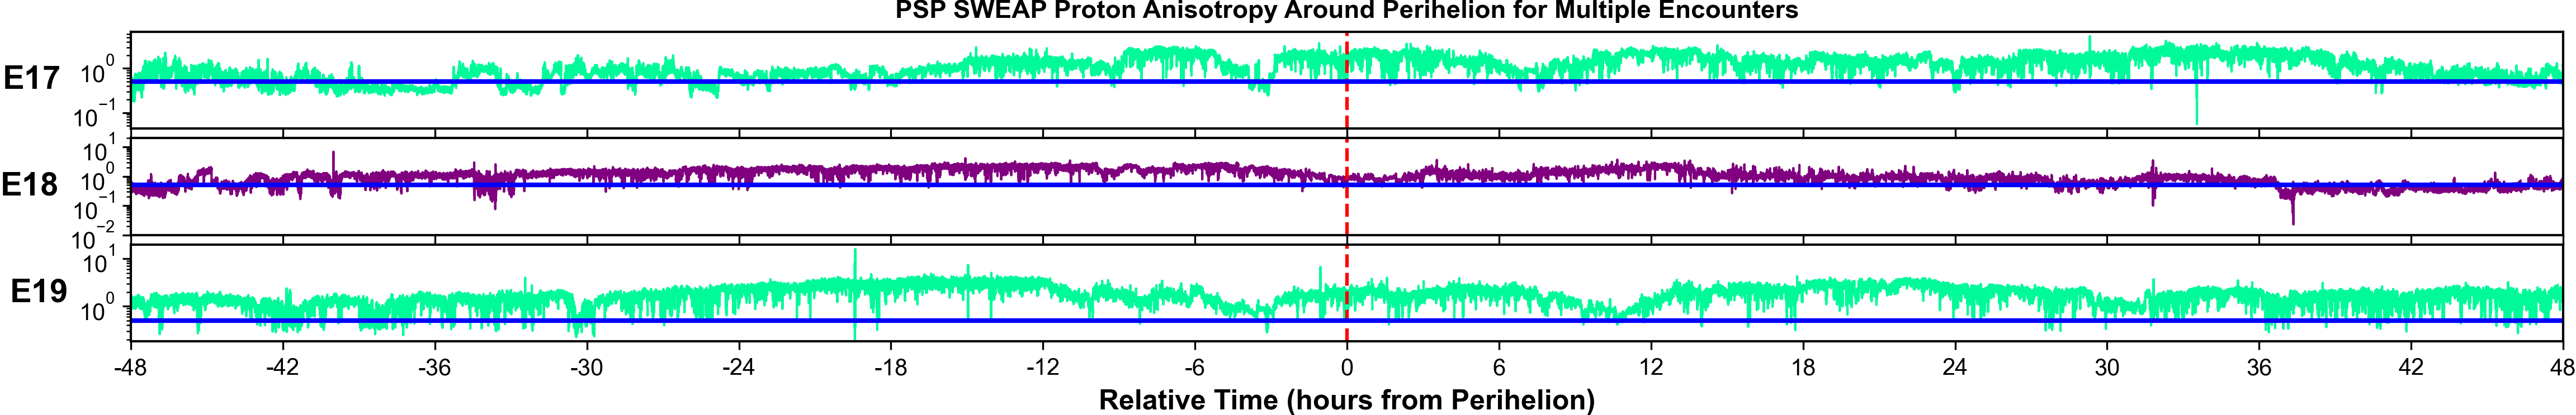 PSP SWEAP Proton Anisotropy Around Perihelion for Multiple Encounters
E17
10^0
10^-1
E18
10^1
10^0
10^-1
10^-2
E19
10^1
10^0
-48 -42 -36 -30 -24 -18 -12 -6 0 6 12 18 24 30 36 42 48
Relative Time (hours from Perihelion)